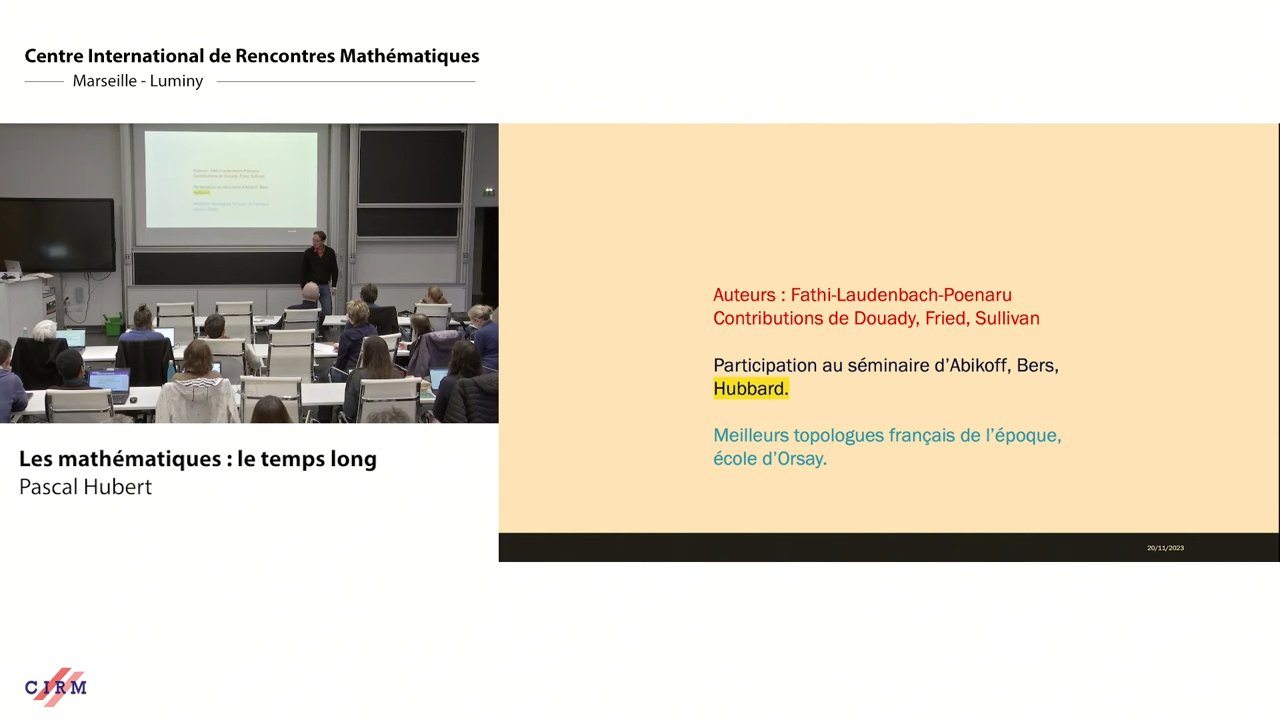 Centre International de Rencontres Mathématiques
Marseille - Luminy
Auteurs : Fathi-Laudenbach-Poenaru
Contributions de Douady, Fried, Sullivan
Participation au séminaire d'Abikoff, Bers,
Hubbard.
Meilleurs topologues français de l'époque,
école d'Orsay.
20/11/2023
Les mathématiques : le temps long
Pascal Hubert
CIRM